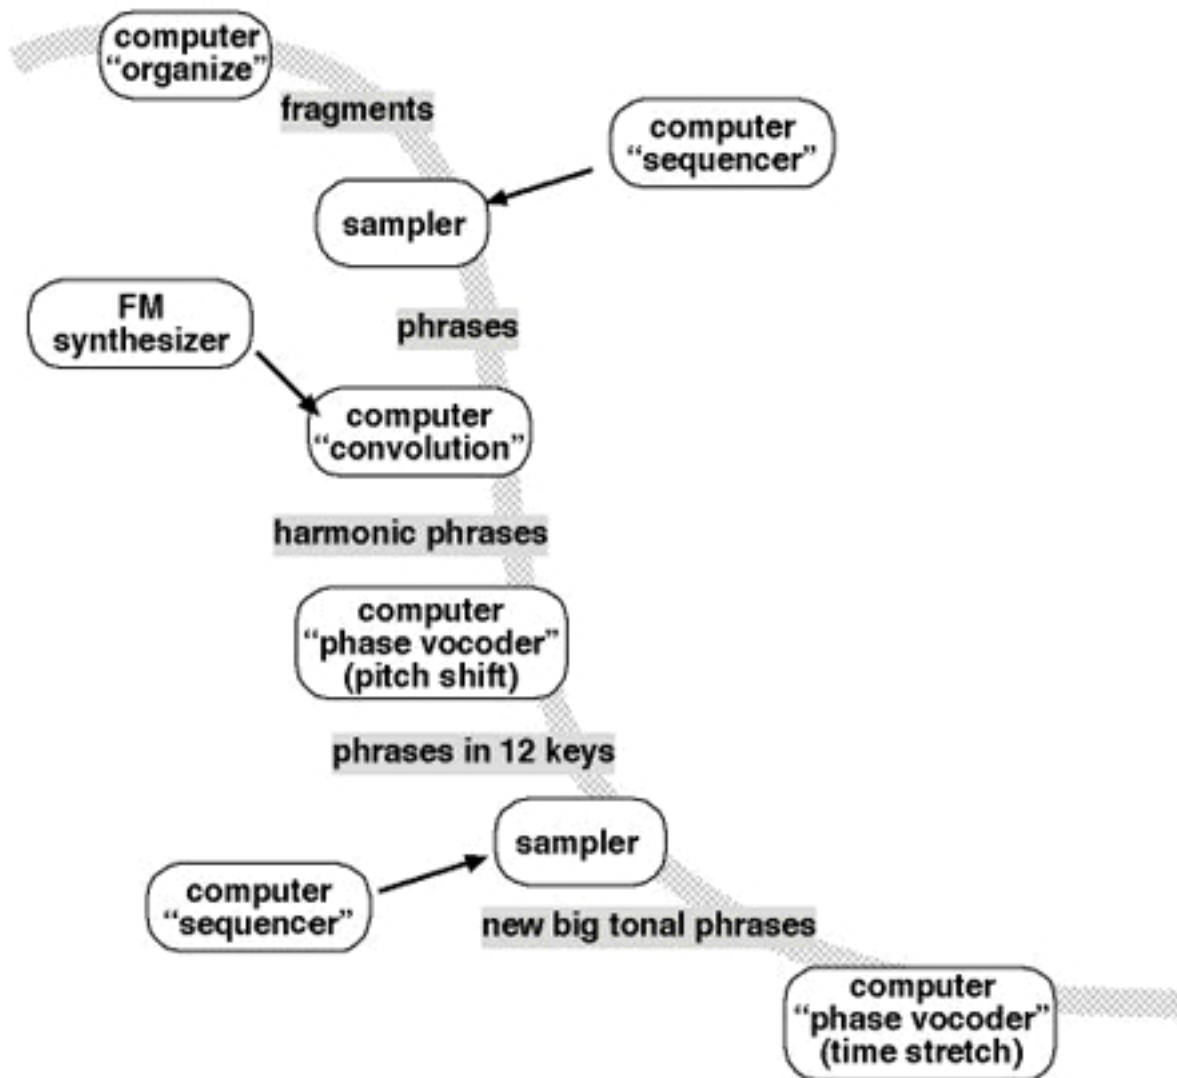 computer
“organize”
fragments
computer
“sequencer”
sampler
FM
synthesizer
phrases
computer
“convolution”
harmonic phrases
computer
“phase vocoder”
(pitch shift)
phrases in 12 keys
sampler
computer
“sequencer”
new big tonal phrases
computer
“phase vocoder”
(time stretch)